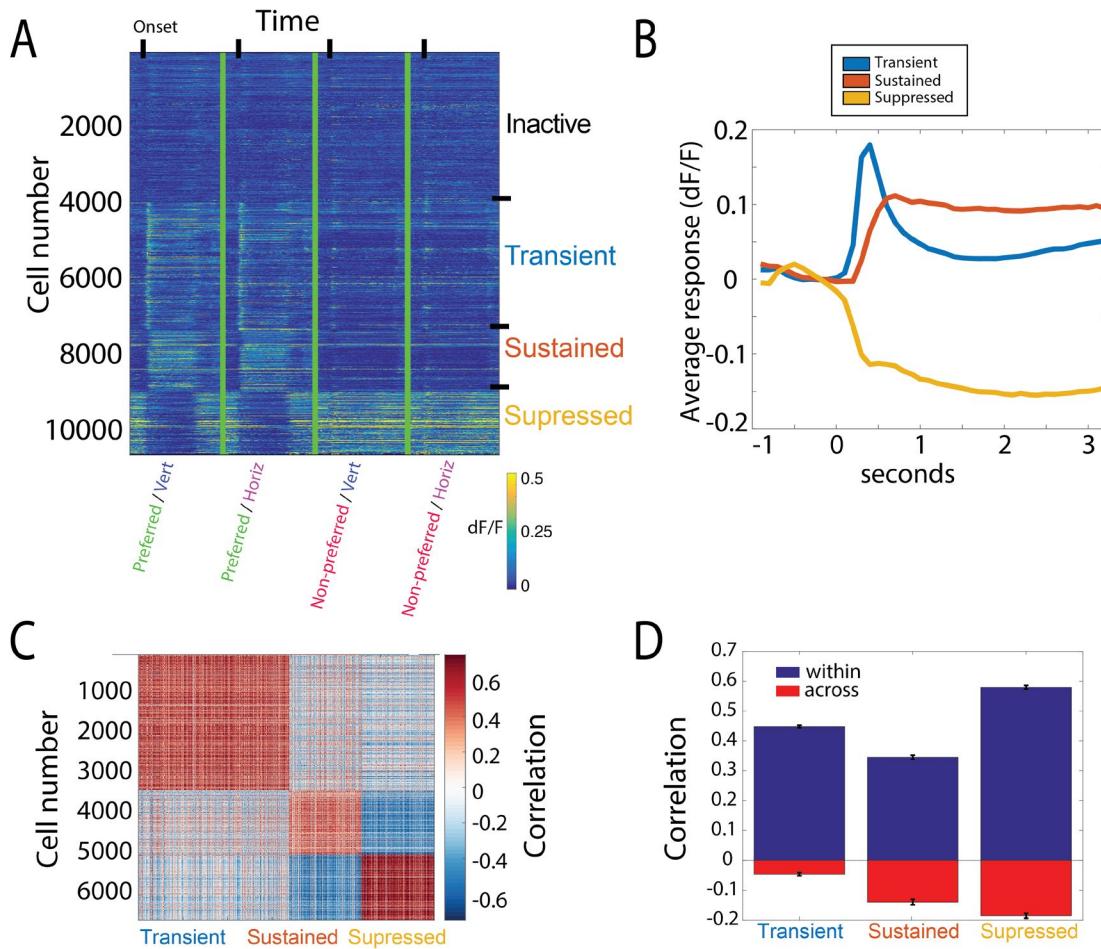 A
Onset
Time
Cell number
2000
4000
6000
8000
10000
Inactive
Transient
Sustained
Supressed
Preferred / Vert
Preferred / Horiz
Non-preferred / Vert
Non-preferred / Horiz
dF/F
0.5
0.25
0
B
Transient
Sustained
Suppressed
Average response (dF/F)
0.2
0.1
0
-0.1
-0.2
-1
0
1
2
3
seconds
C
Cell number
1000
2000
3000
4000
5000
6000
Transient
Sustained
Supressed
0.6
0.4
0.2
0
-0.2
-0.4
-0.6
Correlation
D
within
across
Correlation
0.7
0.6
0.5
0.4
0.3
0.2
0.1
0
-0.1
-0.2
Transient
Sustained
Supressed